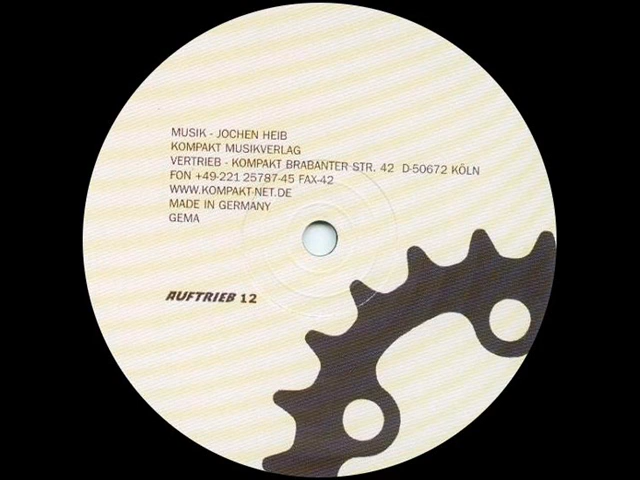 MUSIK - JOCHEN HEIB
KOMPAKT MUSIKVERLAG
VERTRIEB - KOMPAKT BRABANTER STR. 42 D-50672 KÖLN
FON +49-221 25787-45 FAX-42
WWW.KOMPAKT-NET.DE
MADE IN GERMANY
GEMA
AUFTRIEB 12